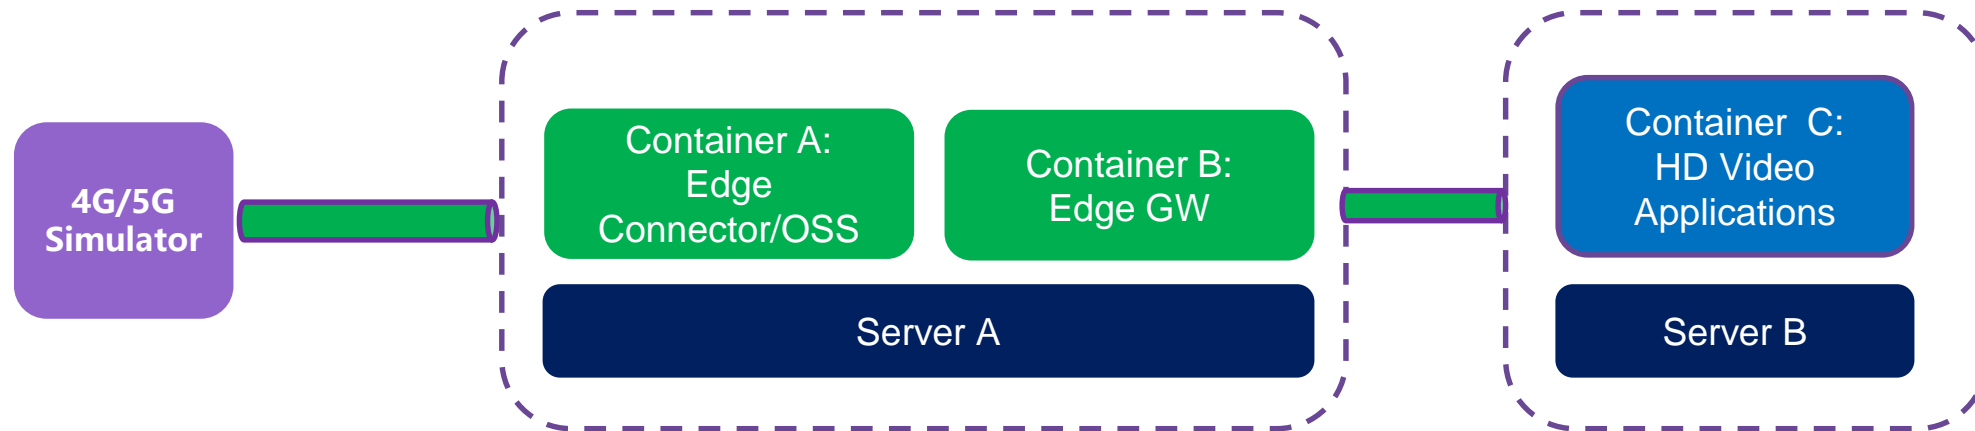 4G/5G
Simulator
Container A:
Edge
Connector/OSS
Container B:
Edge GW
Server A
Container  C:
HD Video
Applications
Server B